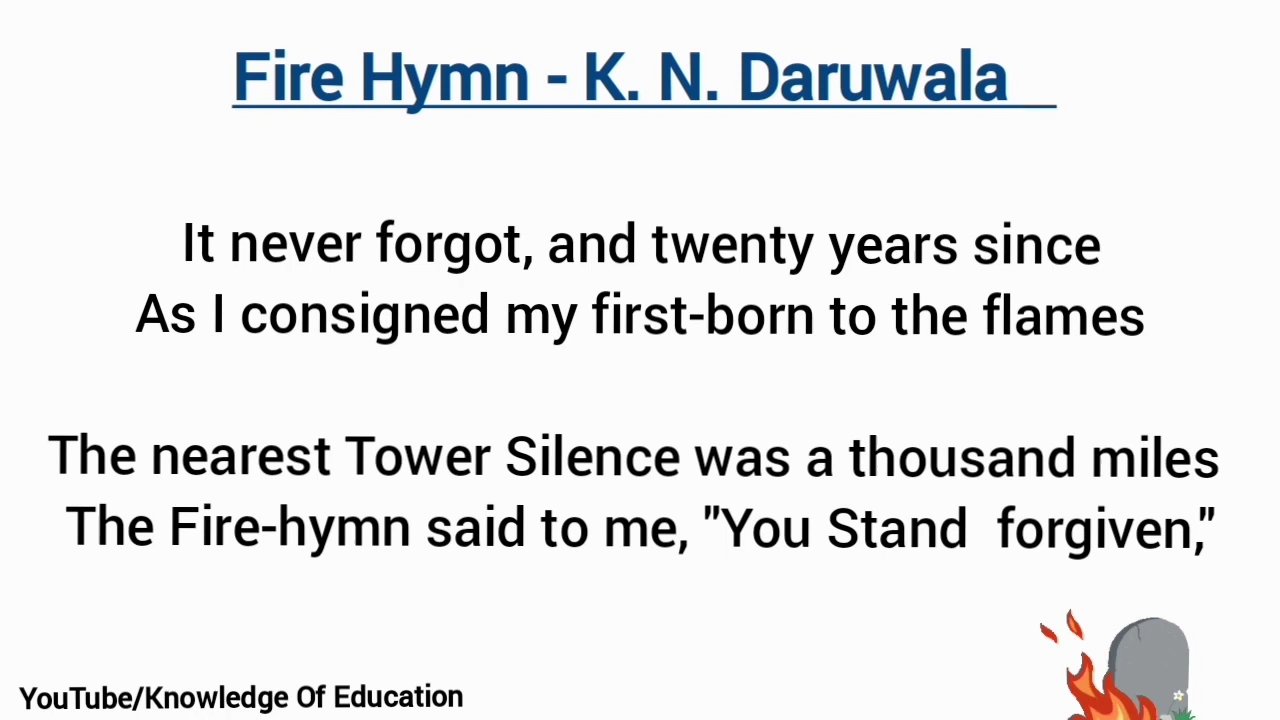 Fire Hymn - K. N. Daruwala
It never forgot, and twenty years since
As I consigned my first-born to the flames
The nearest Tower Silence was a thousand miles
The Fire-hymn said to me, "You Stand forgiven,"
YouTube/Knowledge Of Education